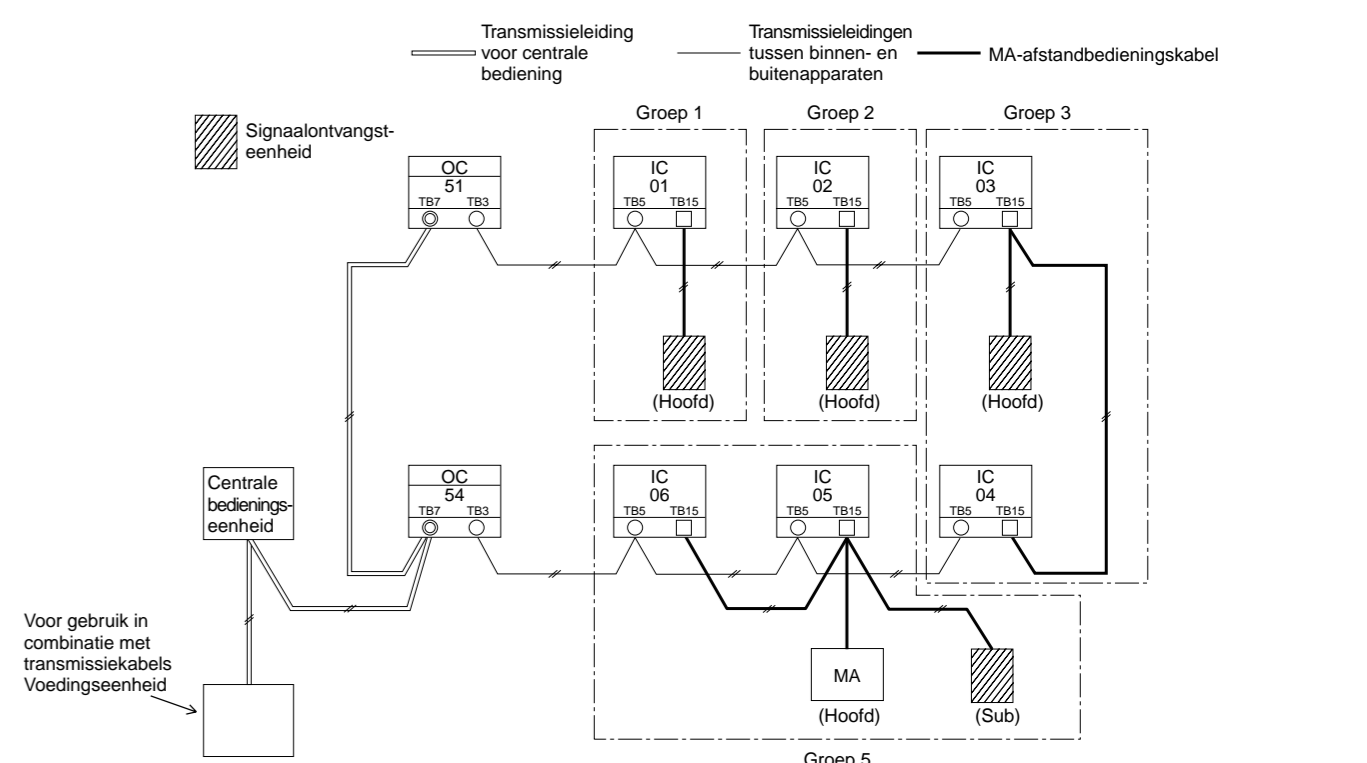 Transmissieleiding
voor centrale
bediening
Transmissieleidingen
tussen binnen- en
buitenapparaten
MA-afstandbedieningskabel
Signaalontvangst-
eenheid
Groep 1
Groep 2
Groep 3
OC
51
TB7 TB3
IC
01
TB5 TB15
IC
02
TB5 TB15
IC
03
TB5 TB15
(Hoofd)
(Hoofd)
(Hoofd)
Centrale
bedienings-
eenheid
OC
54
TB7 TB3
IC
06
TB5 TB15
IC
05
TB5 TB15
IC
04
TB5 TB15
Voor gebruik in
combinatie met
transmissiekabels
Voedingseenheid
MA
(Hoofd)
(Sub)
Groep 5